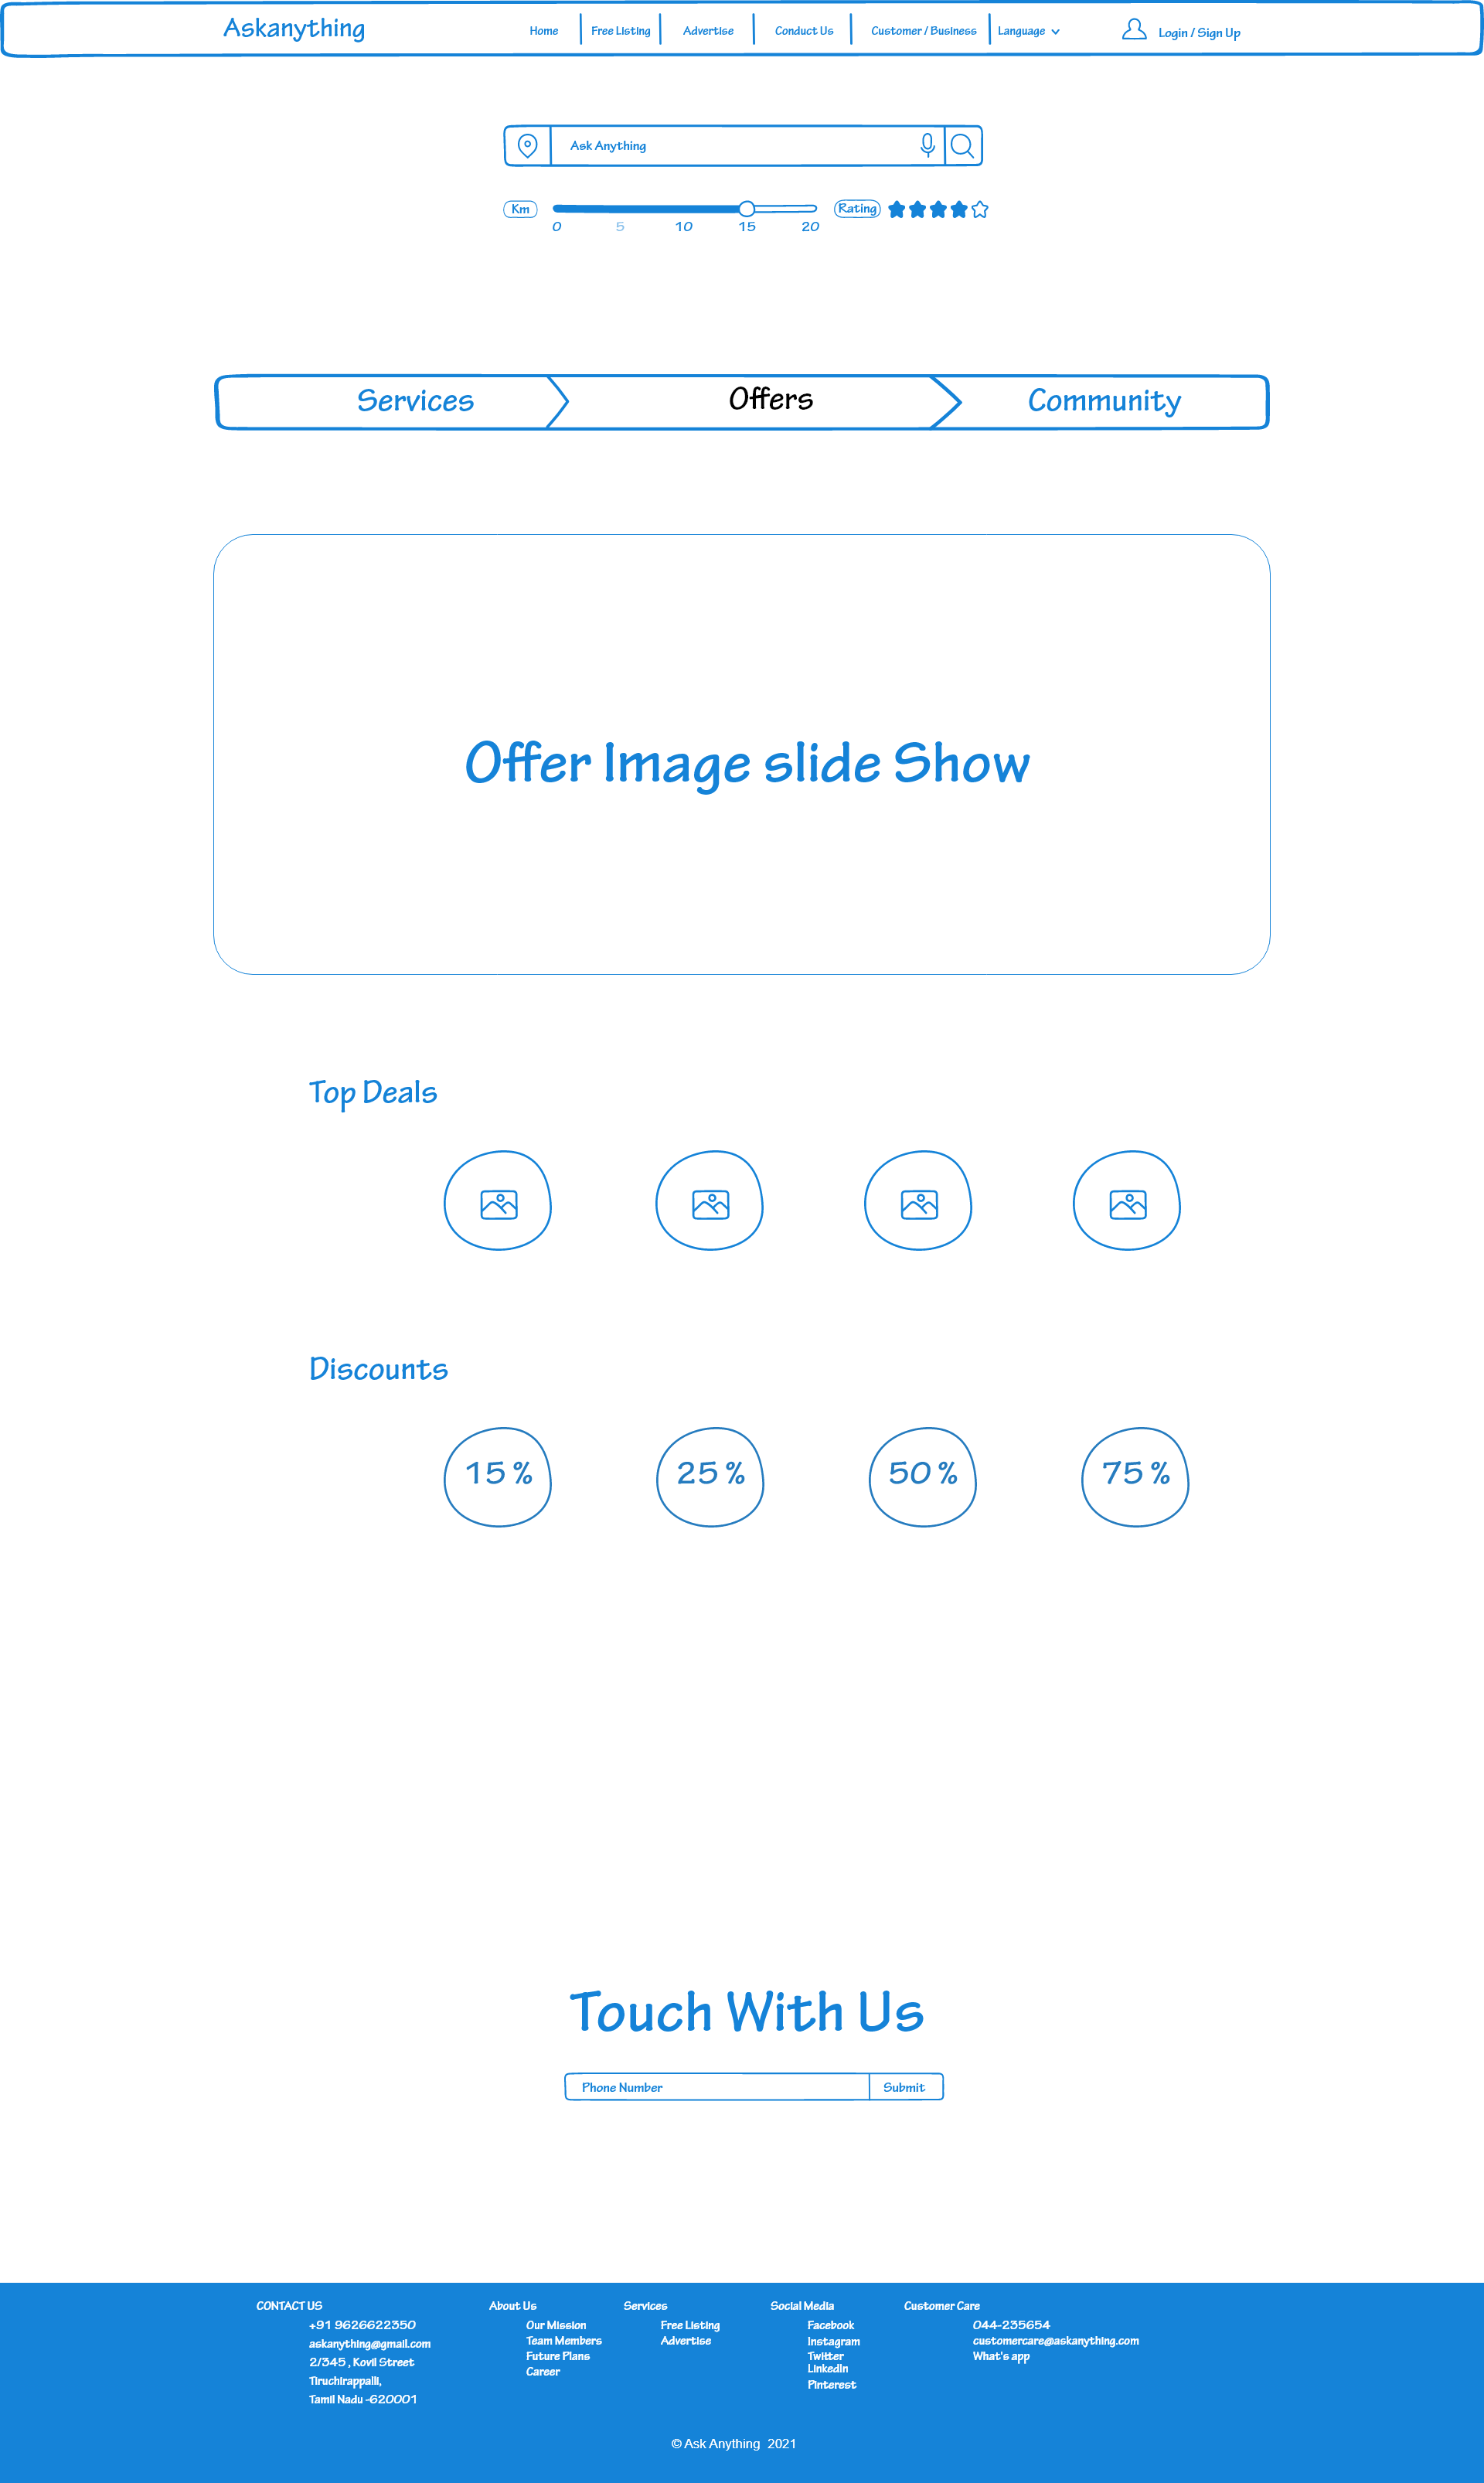 Askanything
Home
Free Listing
Advertise
Conduct Us
Customer / Business
Language
Login / Sign Up
Ask Anything
Km
0 5 10 15 20
Rating
Services
Offers
Community
Offer Image slide Show
Top Deals
Discounts
15 %
25 %
50 %
75 %
Touch With Us
Phone Number
Submit
CONTACT US
+91 9626622350
askanything@gmail.com
2/345 , Kovil Street
Tiruchirappalli,
Tamil Nadu -620001
About Us
Our Mission
Team Members
Future Plans
Career
Services
Free Listing
Advertise
Social Media
Facebook
Instagram
Twitter
LinkedIn
Pinterest
Customer Care
044-235654
customercare@askanything.com
What's app
© Ask Anything 2021